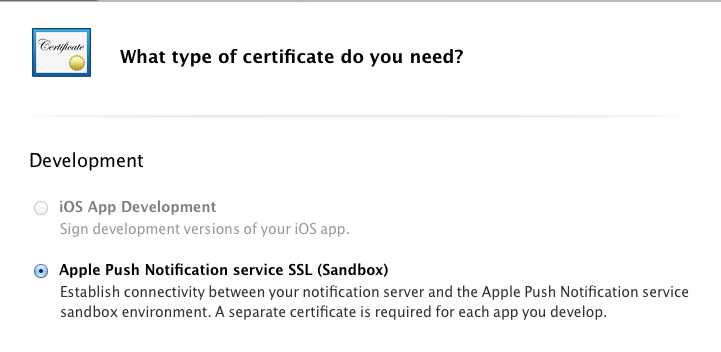 Certificate
What type of certificate do you need?
Development
iOS App Development
Sign development versions of your iOS app.
Apple Push Notification service SSL (Sandbox)
Establish connectivity between your notification server and the Apple Push Notification service
sandbox environment. A separate certificate is required for each app you develop.